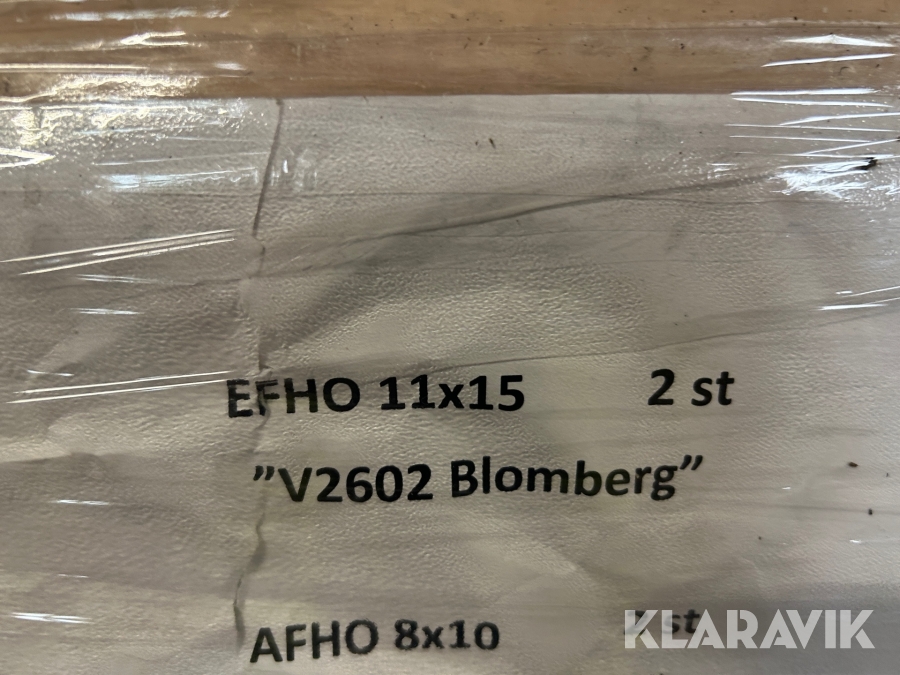 EFHO 11x15 2 st
"V2602 Blomberg"
AFHO 8x10 st
KLARAVIK